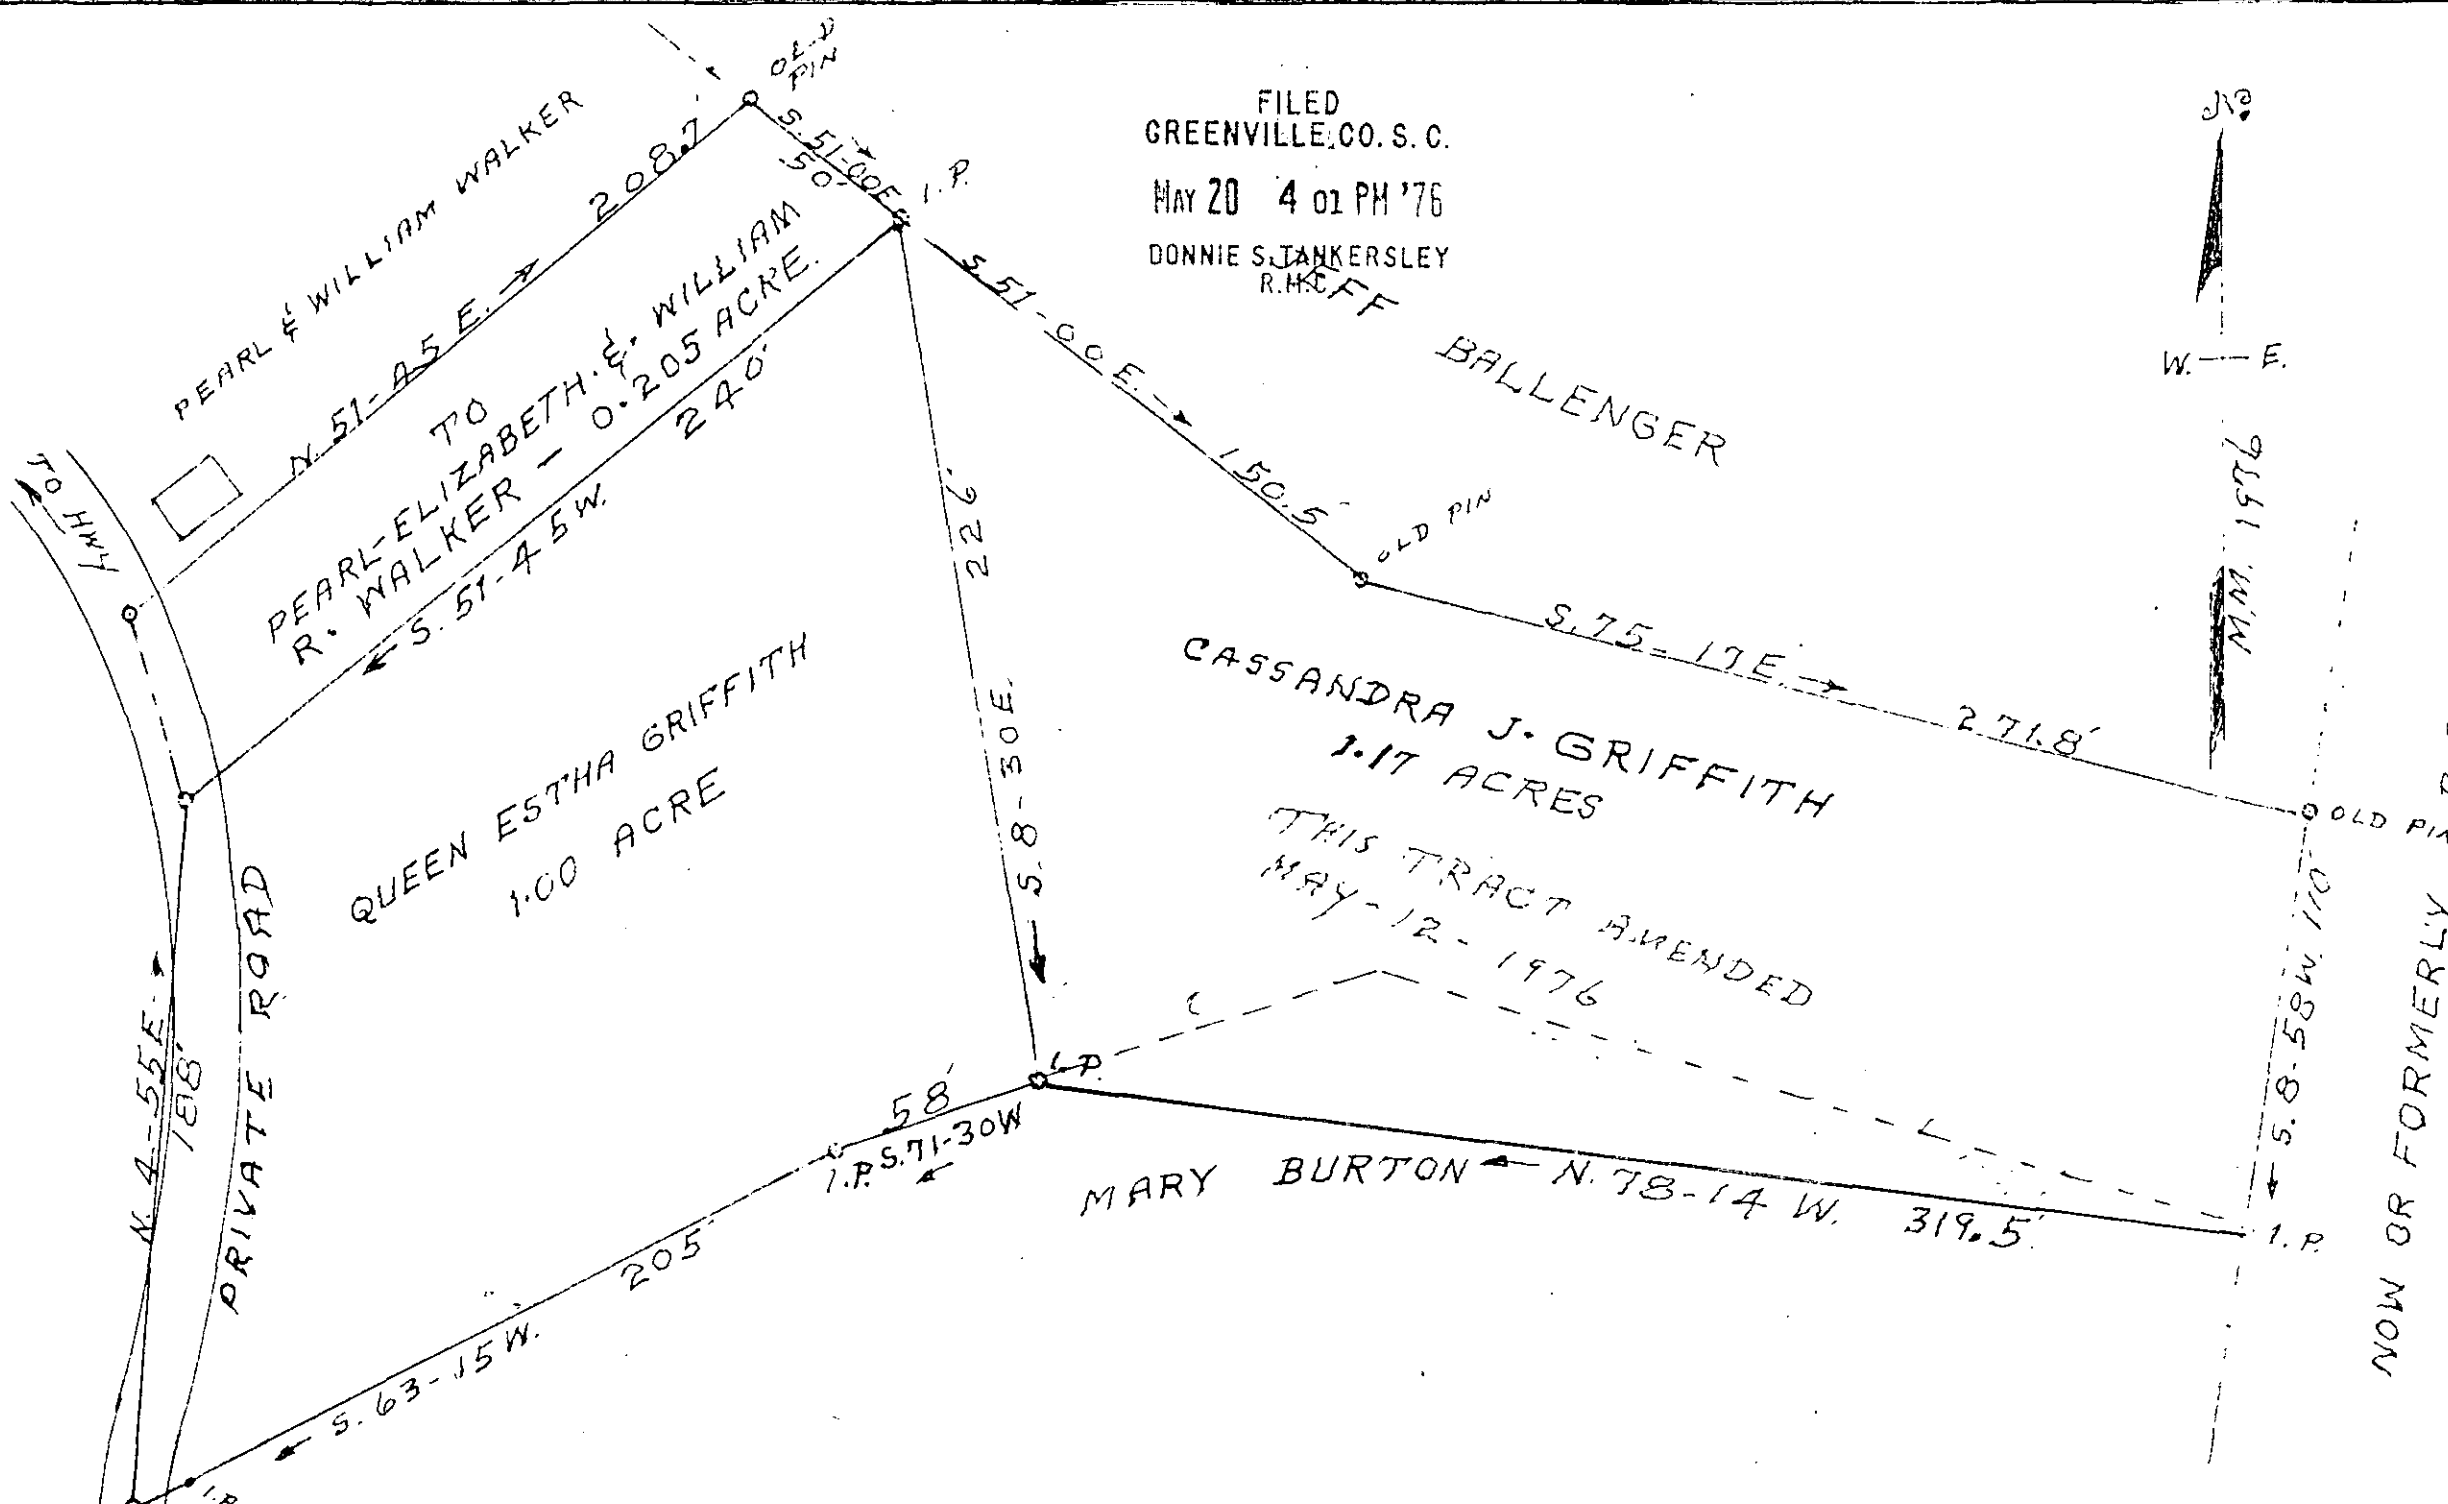 OLD
PIN
FILED
GREENVILLE CO. S. C.
MAY 20 4 01 PM '76
DONNIE S. TANKERSLEY
R.M.C.
JEFF BALLENGER
W. E.
M.M. 1976
PEARL & WILLIAM WALKER
N. 51-45 E. 208.7
S. 51-00 E
50'
I.P.
TO
PEARL-ELIZABETH & WILLIAM
R. WALKER - 0.205 ACRE.
S. 51-45 W. 240'
TO HWY
S. 51-00 E. 150.5'
OLD PIN
S. 75-17 E. 271.8'
OLD PIN
226'
S. 8-30 E.
CASSANDRA J. GRIFFITH
1.17 ACRES
THIS TRACT AMENDED
MAY-12-1976
QUEEN ESTHA GRIFFITH
1.00 ACRE
S. 8-58 W. 110'
NOW OR FORMERLY
N. 4-55 E.
188'
PRIVATE ROAD
I.P.
58'
S. 71-30 W
I.P.
MARY BURTON
N. 78-14 W. 319.5'
I.P.
205'
S. 63-15 W.
I.P.